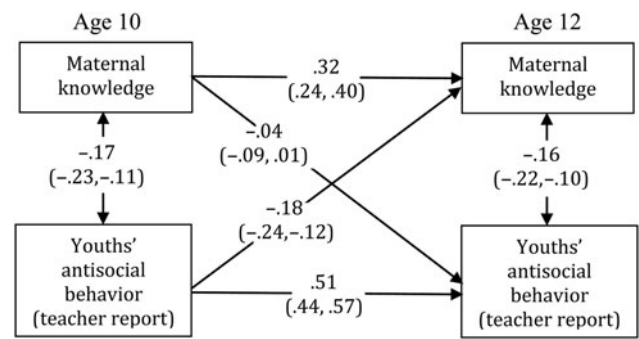 Age 10
Age 12
Maternal
knowledge
.32
(.24, .40)
Maternal
knowledge
–.04
(–.09, .01)
–.17
(–.23,–.11)
–.16
(–.22,–.10)
–.18
(–.24,–.12)
Youths’
antisocial
behavior
(teacher report)
.51
(.44, .57)
Youths’
antisocial
behavior
(teacher report)